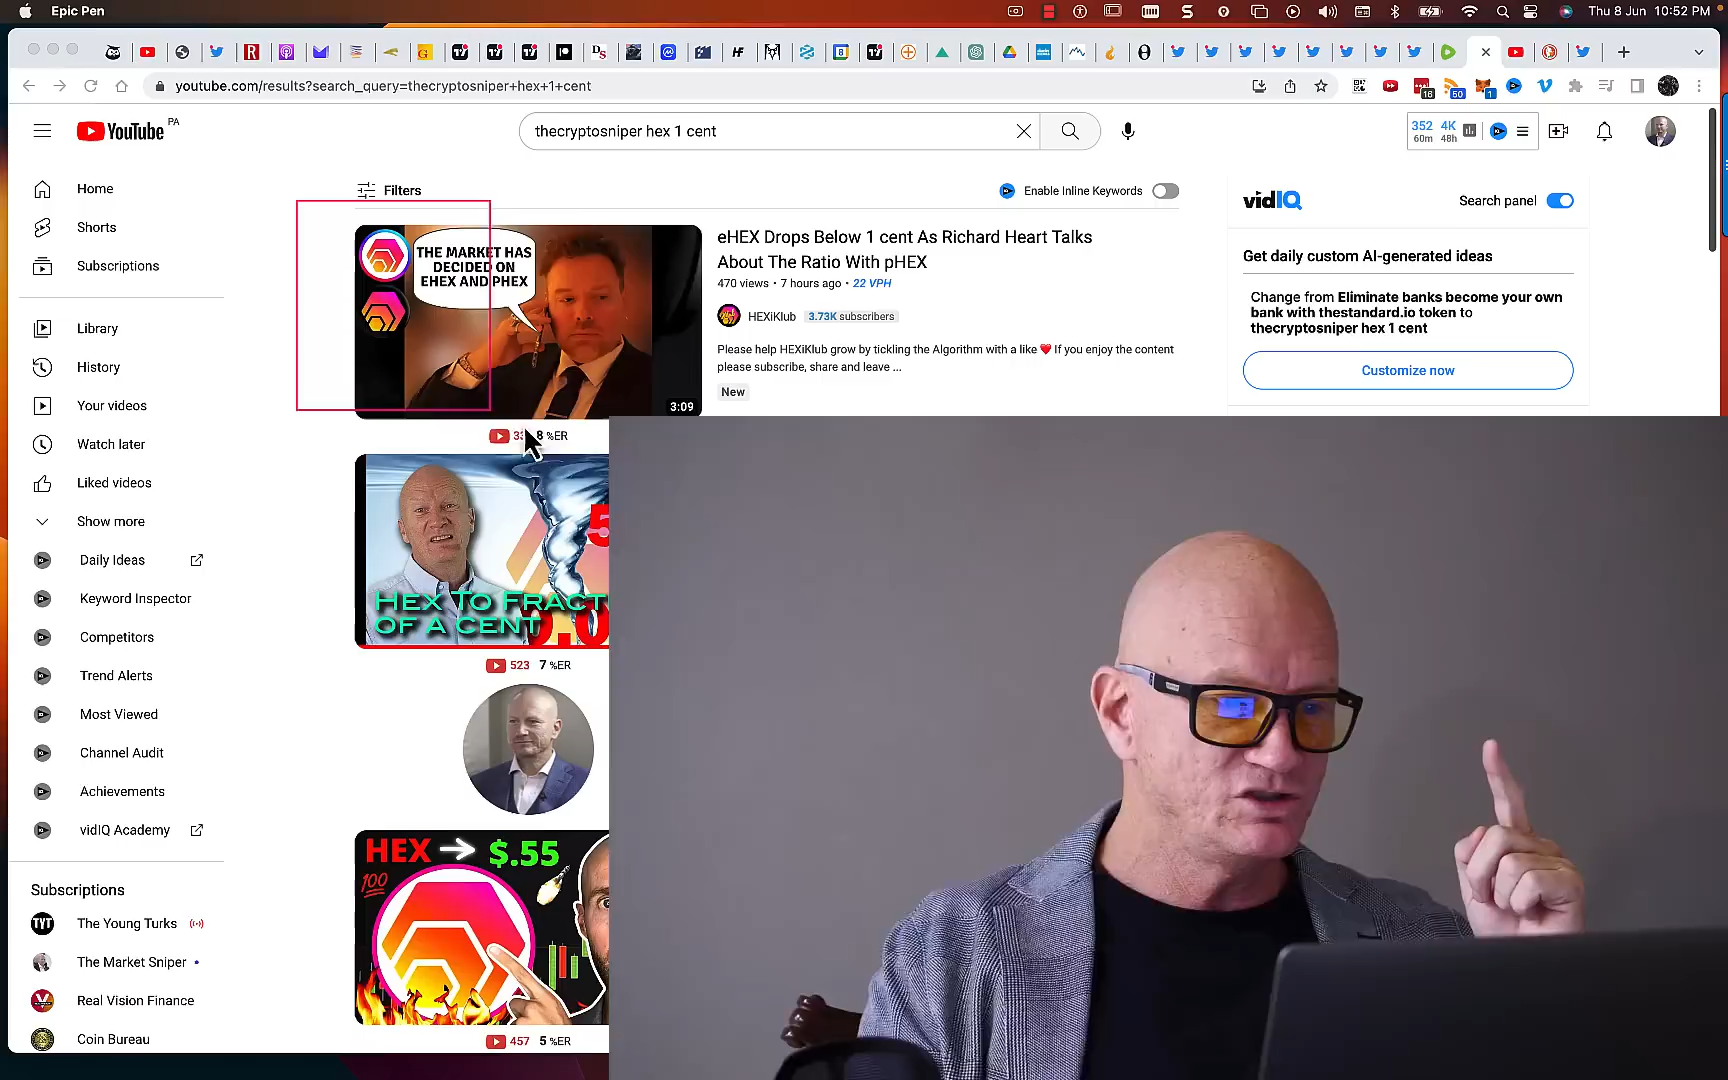 Epic Pen
Thu 8 Jun 10:52 PM
youtube.com/results?search_query=thecryptosniper+hex+1+cent
16
50
1
YouTube PA
thecryptosniper hex 1 cent
352 4K
60m 48h
Home
Shorts
Subscriptions
Library
History
Your videos
Watch later
Liked videos
Show more
Daily Ideas
Keyword Inspector
Competitors
Trend Alerts
Most Viewed
Channel Audit
Achievements
vidIQ Academy
Subscriptions
TYT
The Young Turks
The Market Sniper
Real Vision Finance
Coin Bureau
Filters
Enable Inline Keywords
THE MARKET HAS
DECIDED ON
EHEX AND PHEX
3:09
eHEX Drops Below 1 cent As Richard Heart Talks
About The Ratio With pHEX
470 views • 7 hours ago • 22 VPH
HEXiKlub 3.73K subscribers
Please help HEXiKlub grow by tickling the Algorithm with a like ❤️ If you enjoy the content
please subscribe, share and leave ...
New
8 %ER
HEX TO FRACT
OF A CENT
523 7 %ER
HEX → $.55
100
457 5 %ER
vidIQ
Search panel
Get daily custom AI-generated ideas
Change from Eliminate banks become your own
bank with thestandard.io token to
thecryptosniper hex 1 cent
Customize now